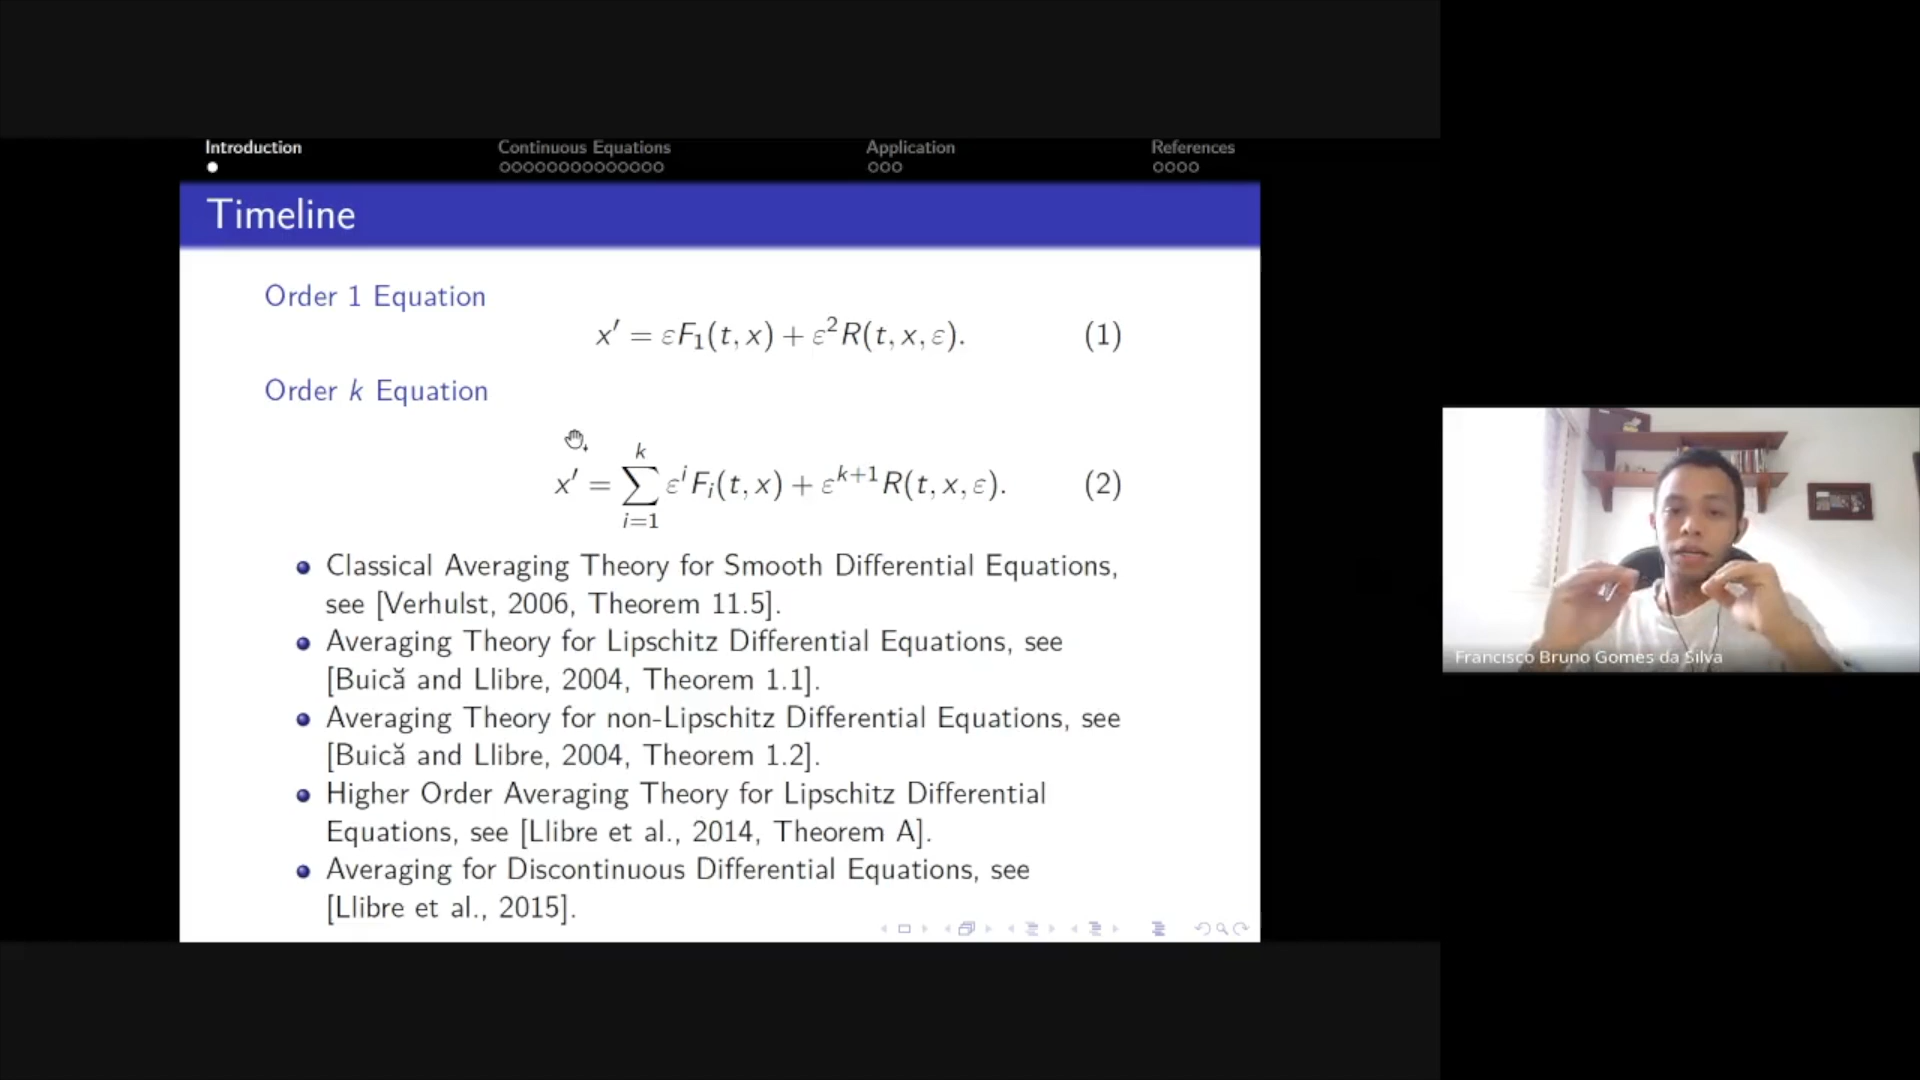 Introduction
Continuous Equations
Application
References
Timeline
Order 1 Equation
x′ = εF₁(t, x) + ε²R(t, x, ε). (1)
Order k Equation
x′ = ∑_{i=1}^{k} εⁱFᵢ(t, x) + ε^{k+1}R(t, x, ε). (2)
Classical Averaging Theory for Smooth Differential Equations,
see [Verhulst, 2006, Theorem 11.5].
Averaging Theory for Lipschitz Differential Equations, see
[Buică and Llibre, 2004, Theorem 1.1].
Averaging Theory for non-Lipschitz Differential Equations, see
[Buică and Llibre, 2004, Theorem 1.2].
Higher Order Averaging Theory for Lipschitz Differential
Equations, see [Llibre et al., 2014, Theorem A].
Averaging for Discontinuous Differential Equations, see
[Llibre et al., 2015].
Francisco Bruno Gomes da Silva